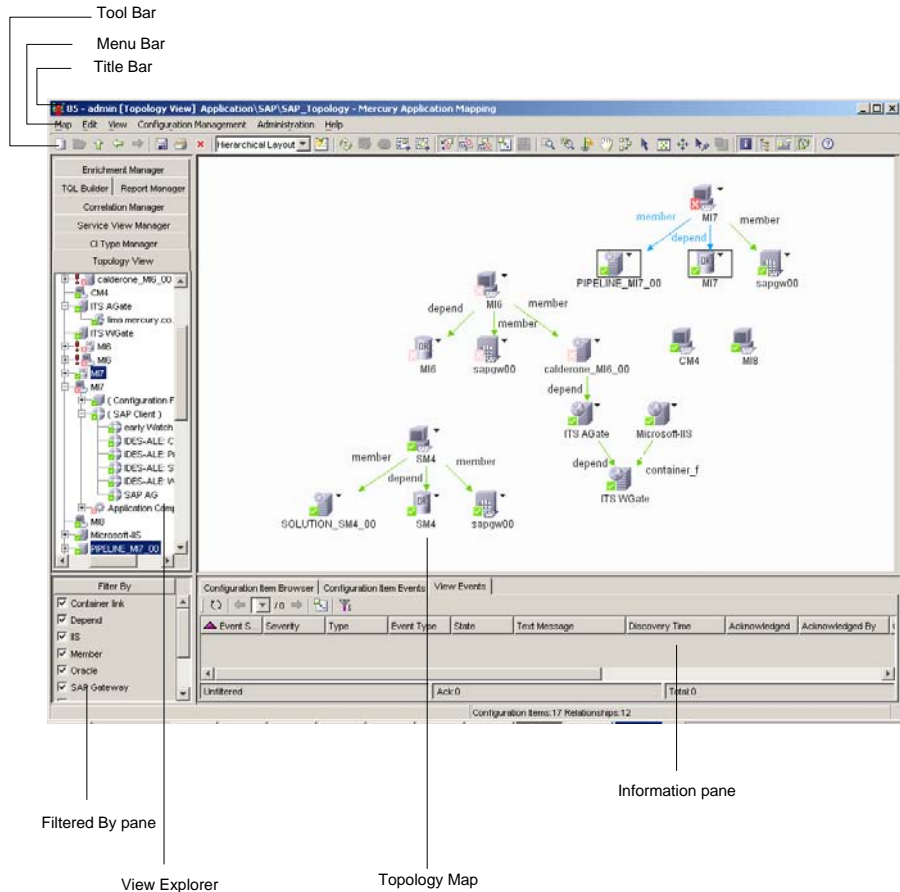 Tool Bar
Menu Bar
Title Bar
85 - admin [Topology View] Application\SAP\SAP_Topology - Mercury Application Mapping
Map Edit View Configuration Management Administration Help
Hierarchical Layout
Enrichment Manager
TQL Builder Report Manager
Correlation Manager
Service View Manager
CI Type Manager
Topology View
calderone_MI6_00
CM4
ITS AGate
lima.mercury.co
ITS WGate
MI6
MI6
MI7
MI7
( Configuration F
( SAP Client )
early Watch
IDES-ALE: C
IDES-ALE: P
IDES-ALE: S
IDES-ALE: W
SAP AG
Application Comp
MI8
Microsoft-IIS
PIPELINE_MI7_00
MI7
member
member
depend
PIPELINE_MI7_00
MI7
sapgw00
MI6
depend
member
member
MI6
sapgw00
calderone_MI6_00
CM4
MI8
depend
ITS AGate
Microsoft-IIS
depend
container_f
ITS WGate
SM4
member
member
depend
SOLUTION_SM4_00
SM4
sapgw00
Filter By
Container link
Depend
IIS
Member
Oracle
SAP Gateway
Configuration Item Browser Configuration Item Events View Events
/0
Event S... Severity Type Event Type State Text Message Discovery Time Acknowledged Acknowledged By
Unfiltered Ack:0 Total:0
Configuration Items:17 Relationships:12
Information pane
Filtered By pane
View Explorer
Topology Map